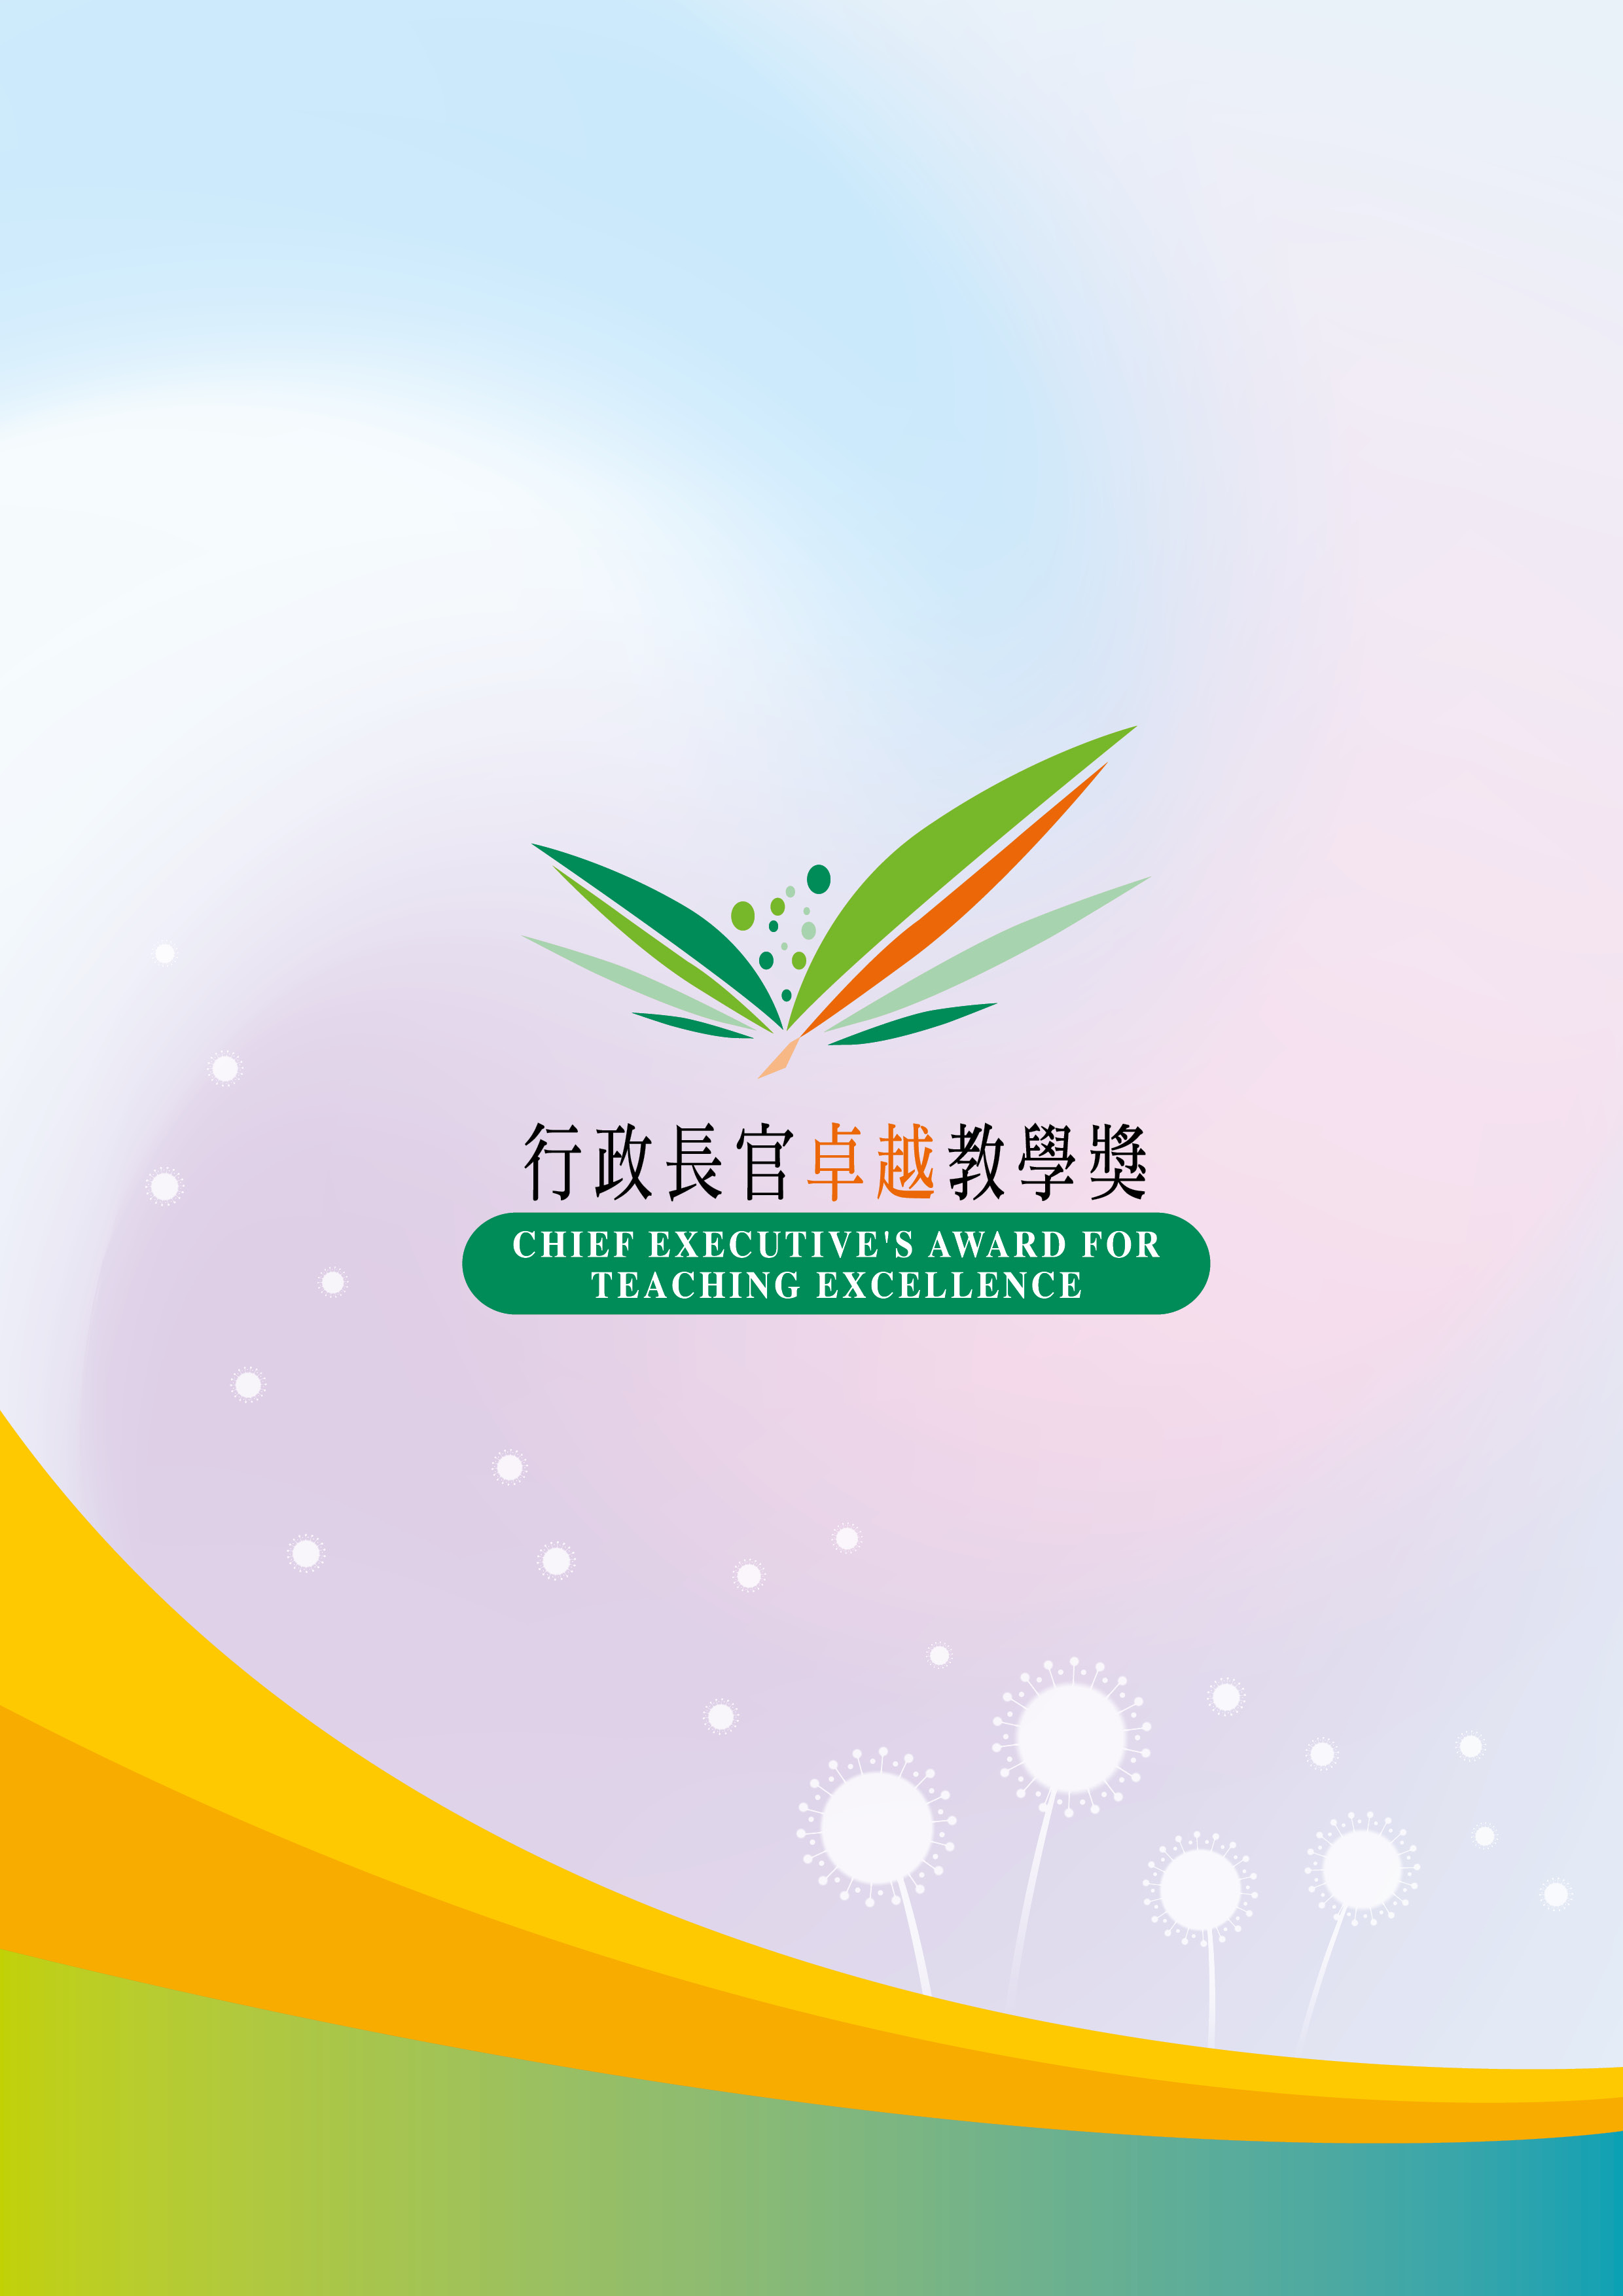 行政長官卓越教學獎
CHIEF EXECUTIVE'S AWARD FOR
TEACHING EXCELLENCE